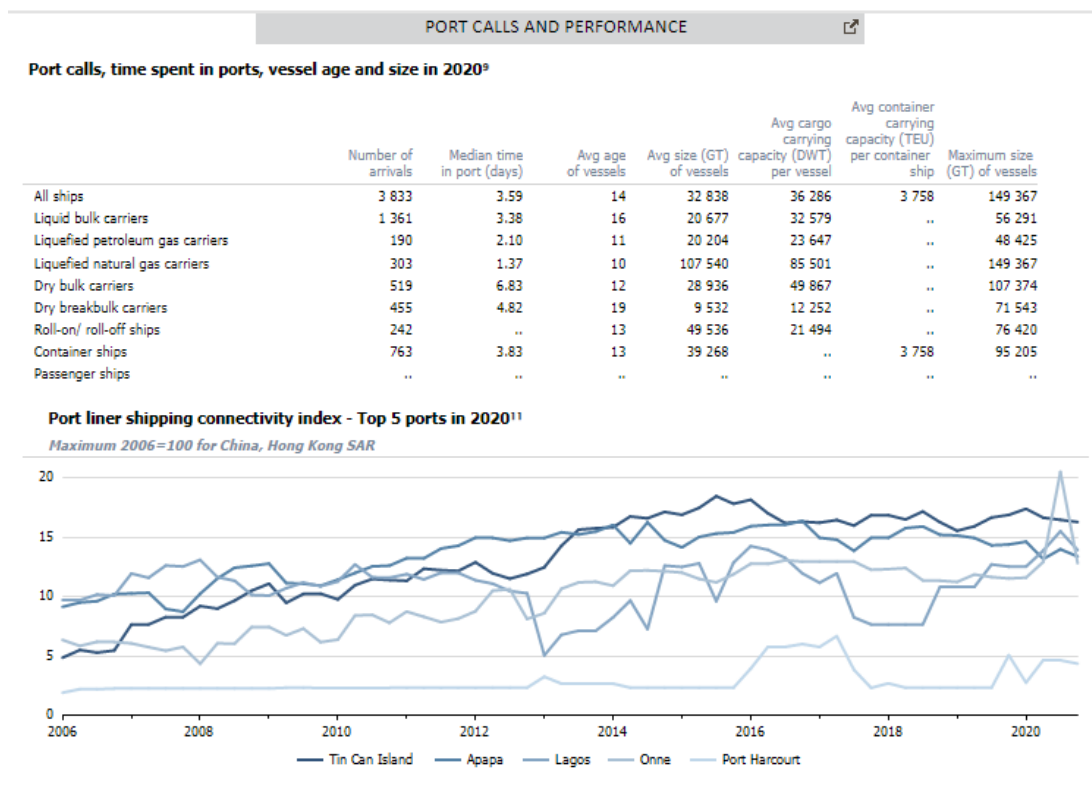 PORT CALLS AND PERFORMANCE
Port calls, time spent in ports, vessel age and size in 2020⁹
Number of arrivals Median time in port (days) Avg age of vessels Avg size (GT) of vessels Avg cargo carrying capacity (DWT) per vessel Avg container carrying capacity (TEU) per container ship Maximum size (GT) of vessels
All ships 3 833 3.59 14 32 838 36 286 3 758 149 367
Liquid bulk carriers 1 361 3.38 16 20 677 32 579 .. 56 291
Liquefied petroleum gas carriers 190 2.10 11 20 204 23 647 .. 48 425
Liquefied natural gas carriers 303 1.37 10 107 540 85 501 .. 149 367
Dry bulk carriers 519 6.83 12 28 936 49 867 .. 107 374
Dry breakbulk carriers 455 4.82 19 9 532 12 252 .. 71 543
Roll-on/ roll-off ships 242 .. 13 49 536 21 494 .. 76 420
Container ships 763 3.83 13 39 268 .. 3 758 95 205
Passenger ships .. .. .. .. .. .. ..
Port liner shipping connectivity index - Top 5 ports in 2020¹¹
Maximum 2006=100 for China, Hong Kong SAR
20
15
10
5
0
2006 2008 2010 2012 2014 2016 2018 2020
Tin Can Island Apapa Lagos Onne Port Harcourt